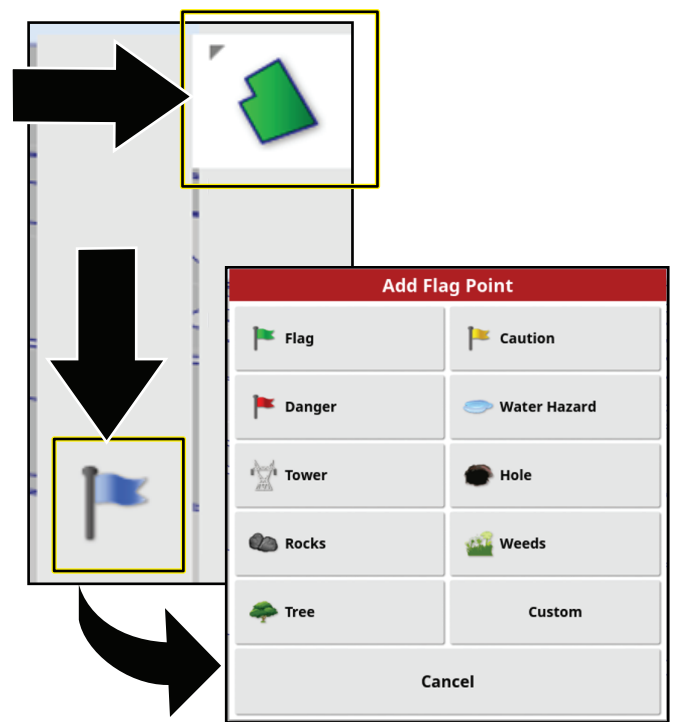 Add Flag Point
Flag
Caution
Danger
Water Hazard
Tower
Hole
Rocks
Weeds
Tree
Custom
Cancel